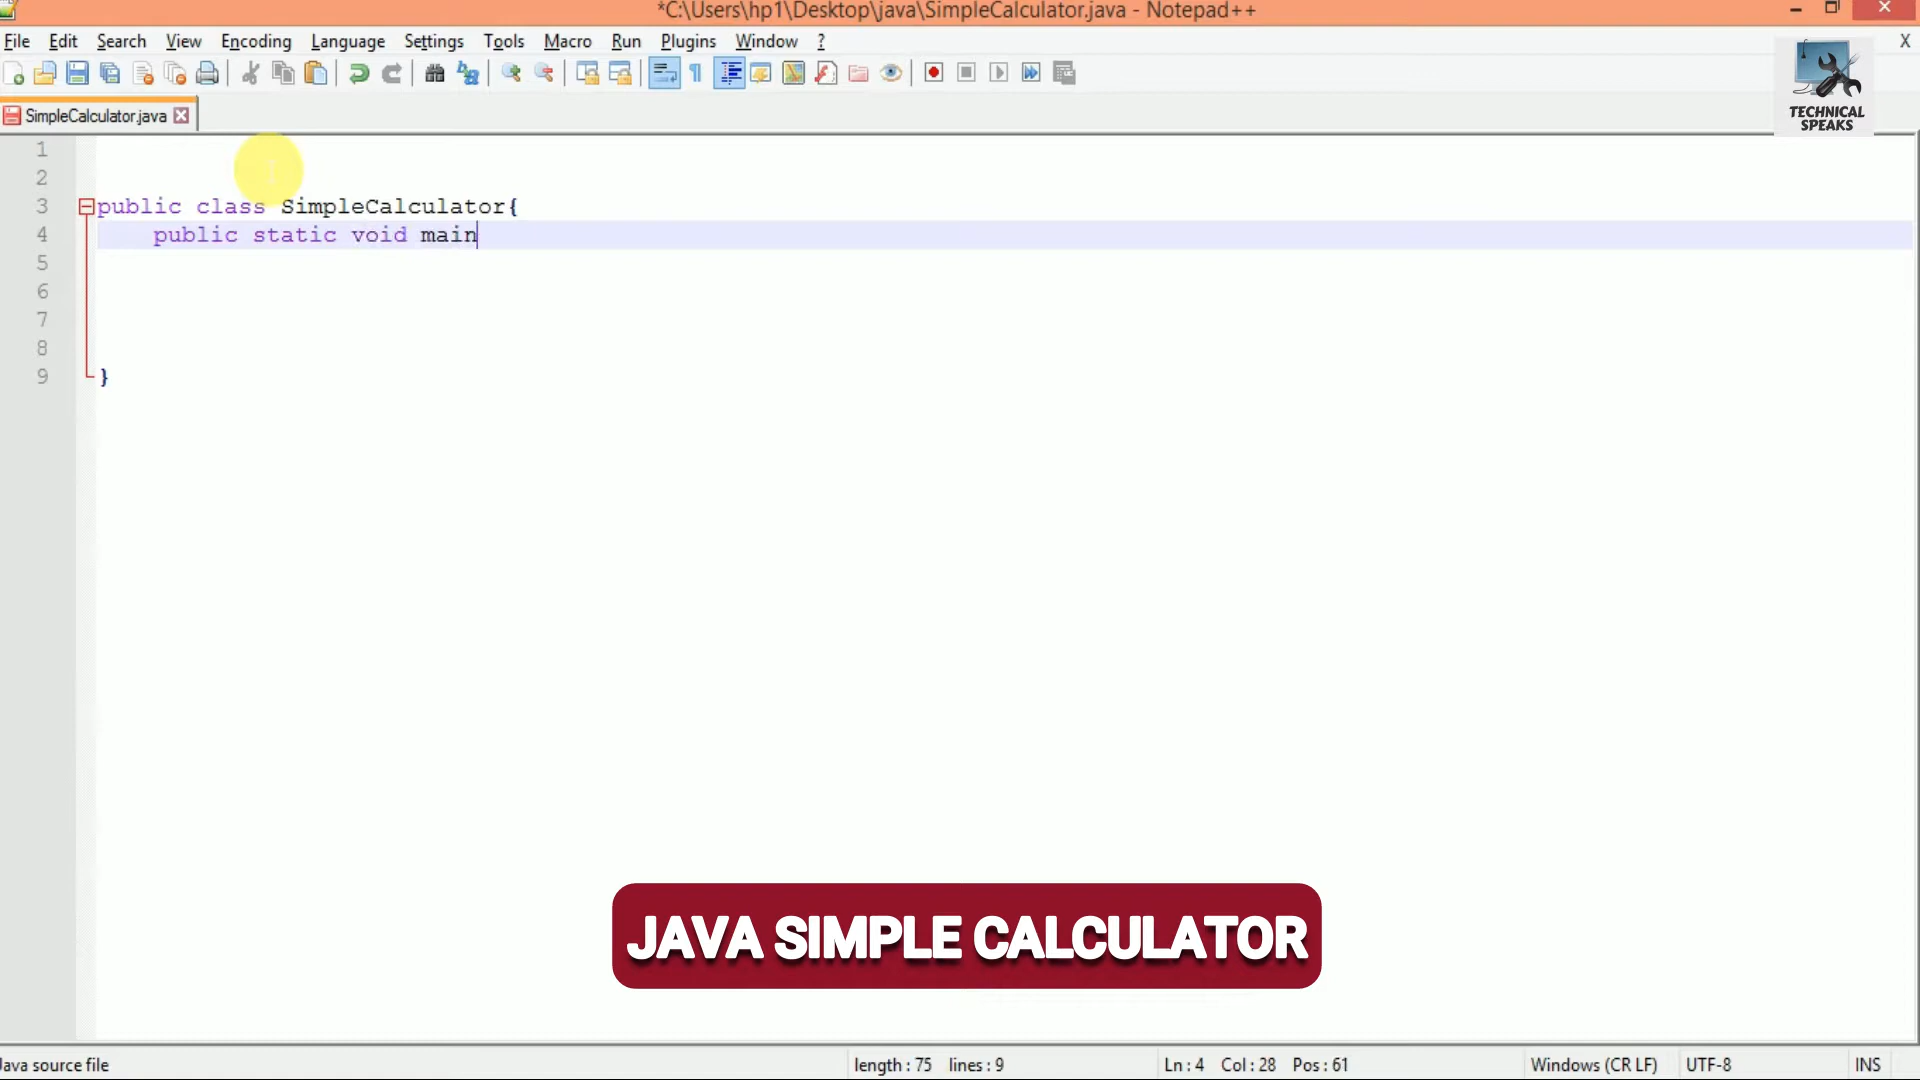 *C:\Users\hp1\Desktop\java\SimpleCalculator.java - Notepad++
File Edit Search View Encoding Language Settings Tools Macro Run Plugins Window ? X
TECHNICAL
SPEAKS
SimpleCalculator.java
1
2
3 public class SimpleCalculator{
4 public static void main
5
6
7
8
9 }
JAVA SIMPLE CALCULATOR
Java source file length : 75 lines : 9 Ln : 4 Col : 28 Pos : 61 Windows (CR LF) UTF-8 INS